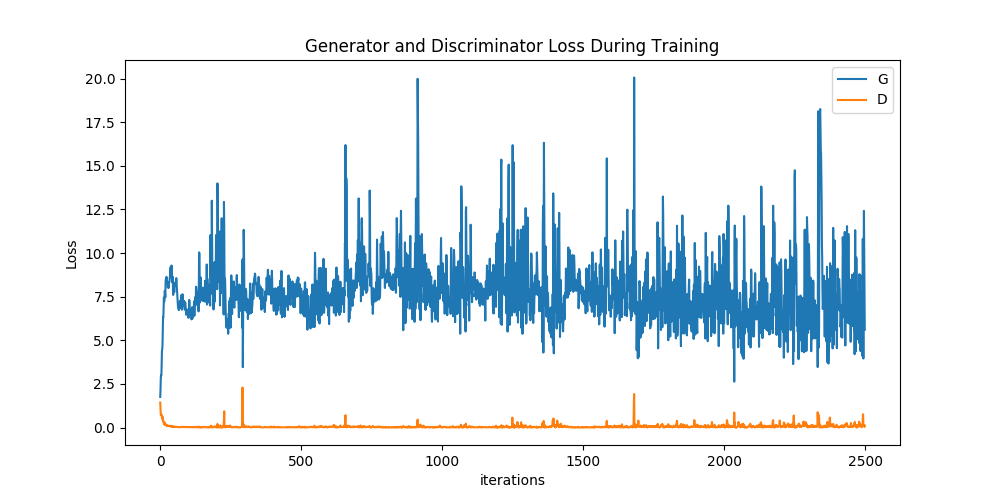 Generator and Discriminator Loss During Training
20.0
17.5
15.0
12.5
10.0
7.5
5.0
2.5
0.0
Loss
G
D
0 500 1000 1500 2000 2500
iterations